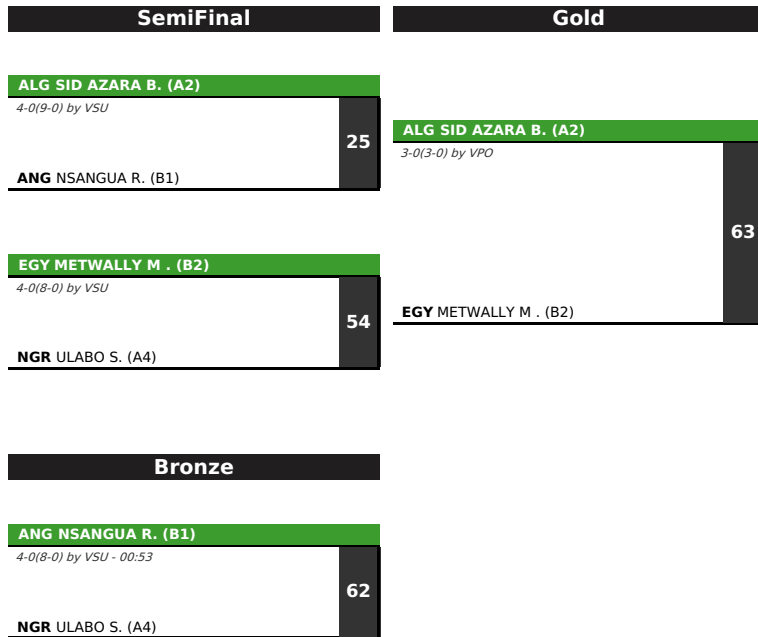 SemiFinal
ALG SID AZARA B. (A2)
4-0(9-0) by VSU
25
ANG NSANGUA R. (B1)
EGY METWALLY M . (B2)
4-0(8-0) by VSU
54
NGR ULABO S. (A4)
Gold
ALG SID AZARA B. (A2)
3-0(3-0) by VPO
63
EGY METWALLY M . (B2)
Bronze
ANG NSANGUA R. (B1)
4-0(8-0) by VSU - 00:53
62
NGR ULABO S. (A4)